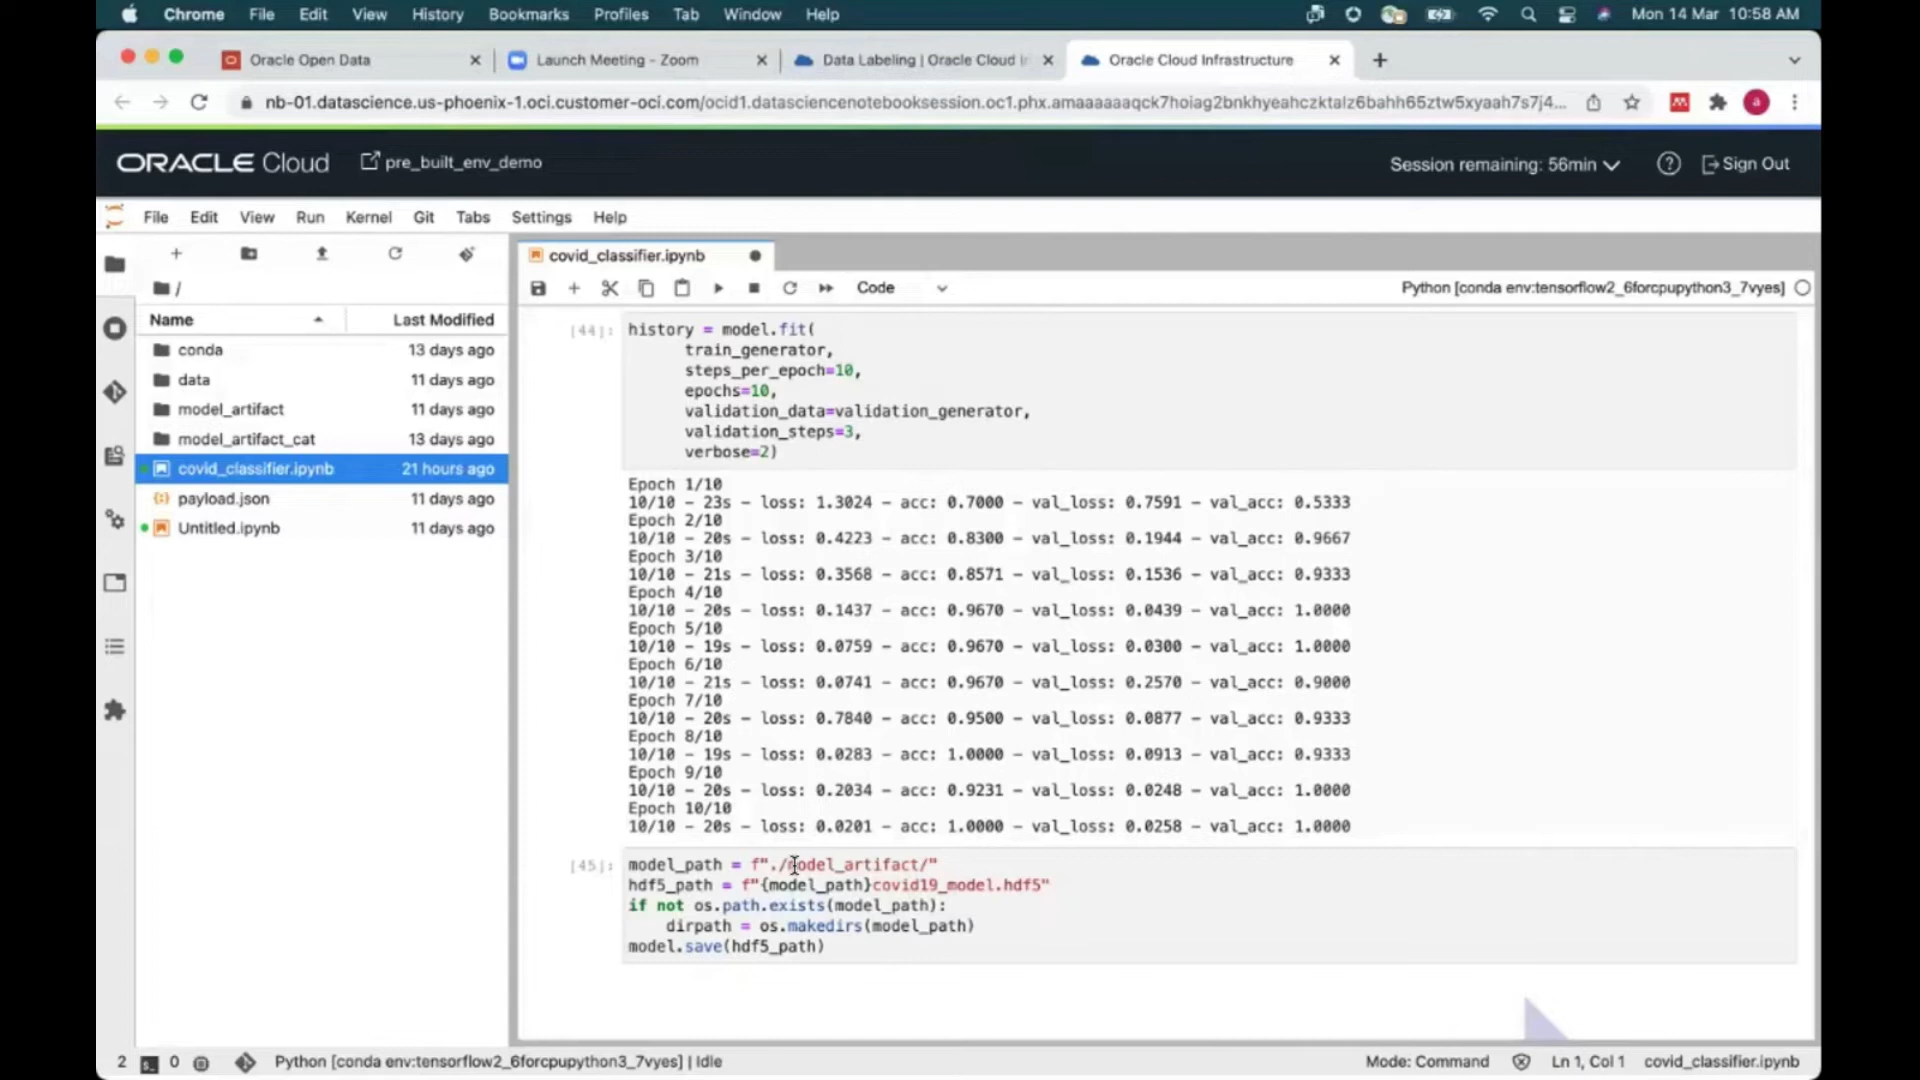 Chrome File Edit View History Bookmarks Profiles Tab Window Help Mon 14 Mar 10:58 AM
Oracle Open Data Launch Meeting - Zoom Data Labeling | Oracle Cloud I Oracle Cloud Infrastructure
nb-01.datascience.us-phoenix-1.oci.customer-oci.com/ocid1.datasciencenotebooksession.oc1.phx.amaaaaaaqck7hoiag2bnkhyeahczktalz6bahh65ztw5xyaah7s7j4... a
ORACLE Cloud pre_built_env_demo Session remaining: 56min Sign Out
File Edit View Run Kernel Git Tabs Settings Help
covid_classifier.ipynb
Code Python [conda env:tensorflow2_6forcpupython3_7vyes]
/
Name Last Modified
conda 13 days ago
data 11 days ago
model_artifact 11 days ago
model_artifact_cat 13 days ago
covid_classifier.ipynb 21 hours ago
payload.json 11 days ago
Untitled.ipynb 11 days ago
[44]: history = model.fit(
train_generator,
steps_per_epoch=10,
epochs=10,
validation_data=validation_generator,
validation_steps=3,
verbose=2)
Epoch 1/10
10/10 - 23s - loss: 1.3024 - acc: 0.7000 - val_loss: 0.7591 - val_acc: 0.5333
Epoch 2/10
10/10 - 20s - loss: 0.4223 - acc: 0.8300 - val_loss: 0.1944 - val_acc: 0.9667
Epoch 3/10
10/10 - 21s - loss: 0.3568 - acc: 0.8571 - val_loss: 0.1536 - val_acc: 0.9333
Epoch 4/10
10/10 - 20s - loss: 0.1437 - acc: 0.9670 - val_loss: 0.0439 - val_acc: 1.0000
Epoch 5/10
10/10 - 19s - loss: 0.0759 - acc: 0.9670 - val_loss: 0.0300 - val_acc: 1.0000
Epoch 6/10
10/10 - 21s - loss: 0.0741 - acc: 0.9670 - val_loss: 0.2570 - val_acc: 0.9000
Epoch 7/10
10/10 - 20s - loss: 0.7840 - acc: 0.9500 - val_loss: 0.0877 - val_acc: 0.9333
Epoch 8/10
10/10 - 19s - loss: 0.0283 - acc: 1.0000 - val_loss: 0.0913 - val_acc: 0.9333
Epoch 9/10
10/10 - 20s - loss: 0.2034 - acc: 0.9231 - val_loss: 0.0248 - val_acc: 1.0000
Epoch 10/10
10/10 - 20s - loss: 0.0201 - acc: 1.0000 - val_loss: 0.0258 - val_acc: 1.0000
[45]: model_path = f"./model_artifact/"
hdf5_path = f"{model_path}covid19_model.hdf5"
if not os.path.exists(model_path):
dirpath = os.makedirs(model_path)
model.save(hdf5_path)
2 0 Python [conda env:tensorflow2_6forcpupython3_7vyes] | Idle Mode: Command Ln 1, Col 1 covid_classifier.ipynb